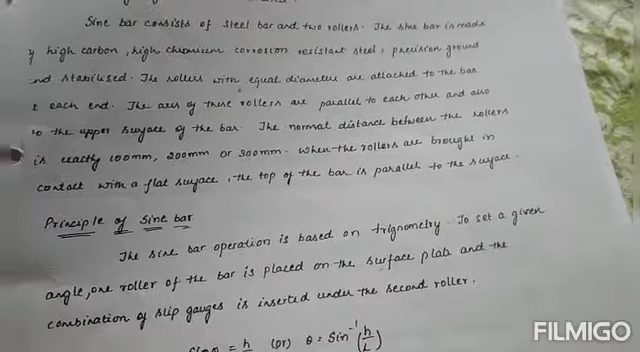 Sine bar consists of steel bar and two rollers. The sine bar is made
high carbon, high chromium corrosion resistant steel, precision ground
nd stabilised. The rollers with equal diameter are attached to the bar
t each end. The axes of these rollers are parallel to each other and also
to the upper surface of the bar. The normal distance between the rollers
is exactly 100mm, 200mm or 300mm. When the rollers are brought in
contact with a flat surface, the top of the bar is parallel to the surface.
Principle of Sine bar
The sine bar operation is based on trignometry. To set a given
angle, one roller of the bar is placed on the surface plate and the
combination of slip gauges is inserted under the second roller.
= h (or) θ = Sin⁻¹ (h/L)
FILMIGO